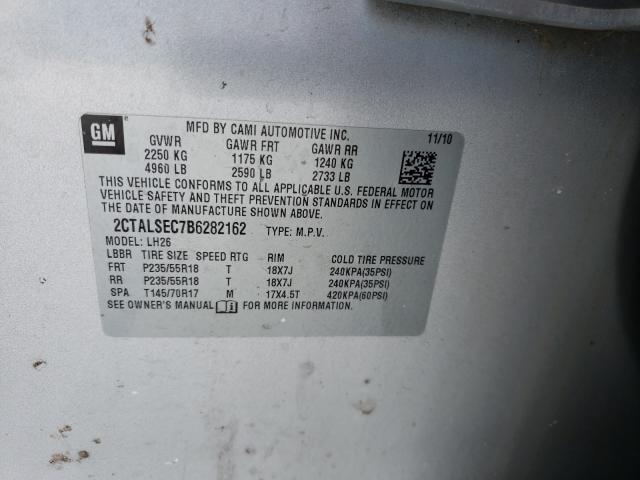 GM
MFD BY CAMI AUTOMOTIVE INC. 11/10
GVWR GAWR FRT GAWR RR
2250 KG 1175 KG 1240 KG
4960 LB 2590 LB 2733 LB
THIS VEHICLE CONFORMS TO ALL APPLICABLE U.S. FEDERAL MOTOR
VEHICLE SAFETY AND THEFT PREVENTION STANDARDS IN EFFECT ON
THE DATE OF MANUFACTURE SHOWN ABOVE.
2CTALSEC7B6282162 TYPE: M.P.V.
MODEL: LH26
LBBR TIRE SIZE SPEED RTG RIM COLD TIRE PRESSURE
FRT P235/55R18 T 18X7J 240KPA(35PSI)
RR P235/55R18 T 18X7J 240KPA(35PSI)
SPA T145/70R17 M 17X4.5T 420KPA(60PSI)
SEE OWNER'S MANUAL FOR MORE INFORMATION.